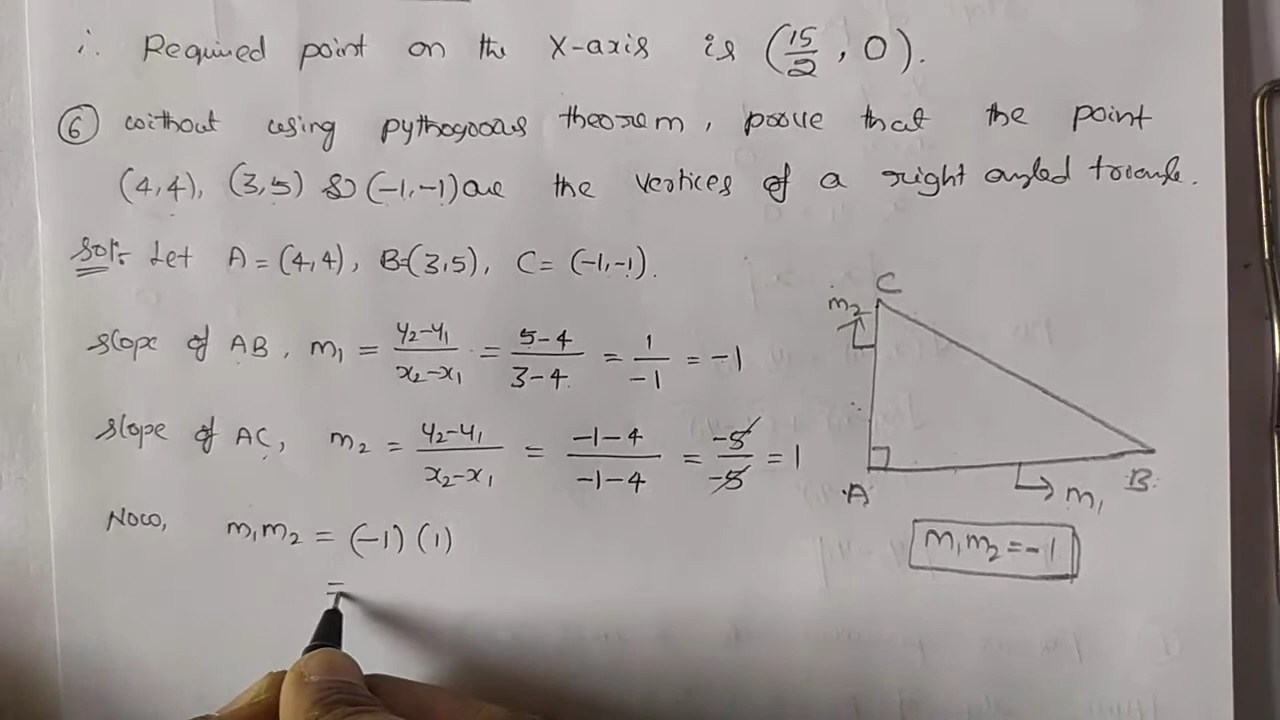 ∴ Required point on the X-axis is (15/2, 0).
⑥ without using pythogoras theorem, prove that the point
(4,4), (3,5) & (-1,-1) are the vertices of a right angled triangle.
Sol:- Let A = (4,4), B=(3,5), C = (-1,-1).
slope of AB, m₁ = y₂-y₁/x₂-x₁ = 5-4/3-4 = 1/-1 = -1
slope of AC, m₂ = y₂-y₁/x₂-x₁ = -1-4/-1-4 = -5/-5 = 1
Now, m₁m₂ = (-1)(1)
=
C
m₂
A
m₁
B
m₁m₂ = -1